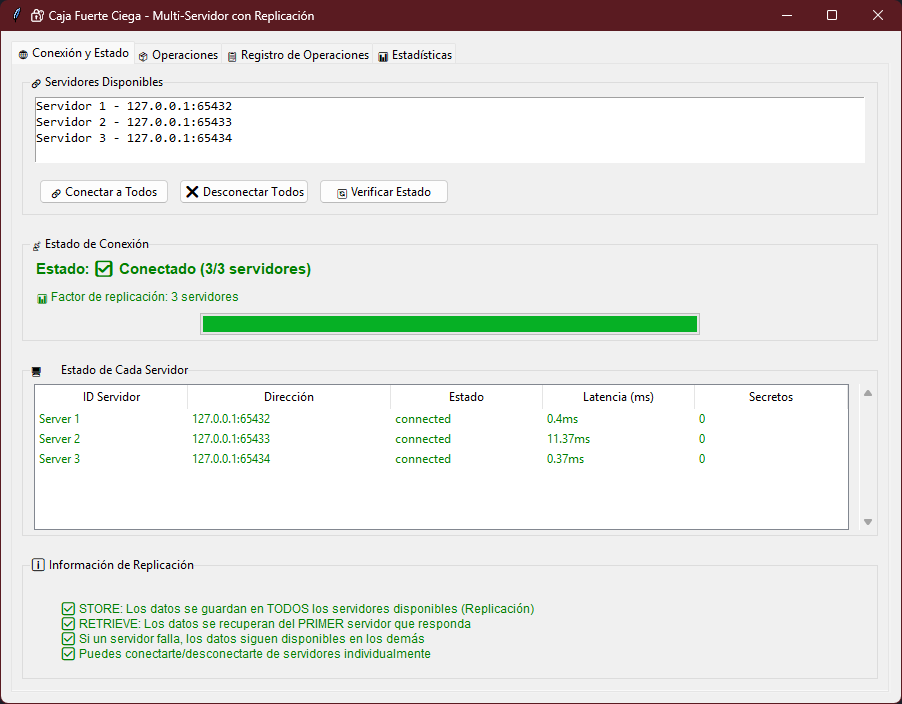 Caja Fuerte Ciega - Multi-Servidor con Replicación
Conexión y Estado Operaciones Registro de Operaciones Estadísticas
Servidores Disponibles
Servidor 1 - 127.0.0.1:65432
Servidor 2 - 127.0.0.1:65433
Servidor 3 - 127.0.0.1:65434
Conectar a Todos Desconectar Todos Verificar Estado
Estado de Conexión
Estado: Conectado (3/3 servidores)
Factor de replicación: 3 servidores
Estado de Cada Servidor
ID Servidor Dirección Estado Latencia (ms) Secretos
Server 1 127.0.0.1:65432 connected 0.4ms 0
Server 2 127.0.0.1:65433 connected 11.37ms 0
Server 3 127.0.0.1:65434 connected 0.37ms 0
Información de Replicación
STORE: Los datos se guardan en TODOS los servidores disponibles (Replicación)
RETRIEVE: Los datos se recuperan del PRIMER servidor que responda
Si un servidor falla, los datos siguen disponibles en los demás
Puedes conectarte/desconectarte de servidores individualmente